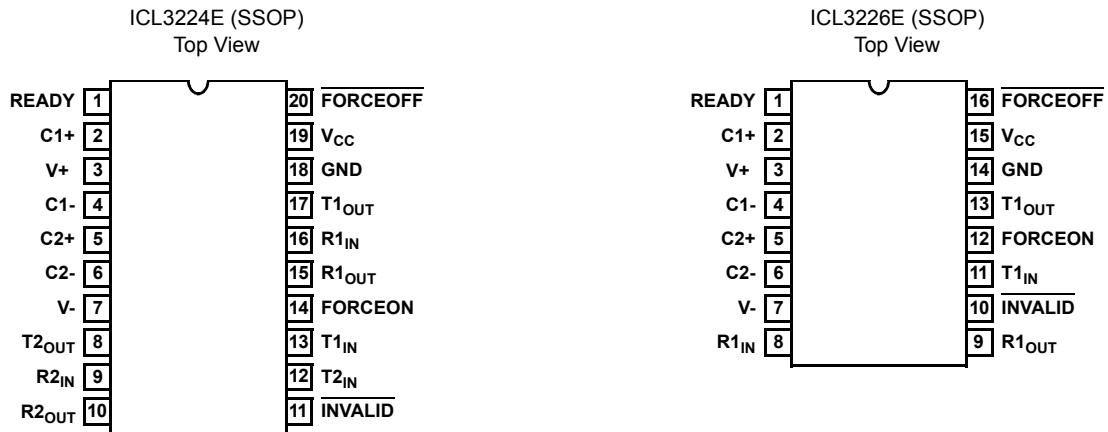 ICL3224E (SSOP)
Top View
READY 1 20 FORCEOFF
C1+ 2 19 VCC
V+ 3 18 GND
C1- 4 17 T1OUT
C2+ 5 16 R1IN
C2- 6 15 R1OUT
V- 7 14 FORCEON
T2OUT 8 13 T1IN
R2IN 9 12 T2IN
R2OUT 10 11 INVALID
ICL3226E (SSOP)
Top View
READY 1 16 FORCEOFF
C1+ 2 15 VCC
V+ 3 14 GND
C1- 4 13 T1OUT
C2+ 5 12 FORCEON
C2- 6 11 T1IN
V- 7 10 INVALID
R1IN 8 9 R1OUT